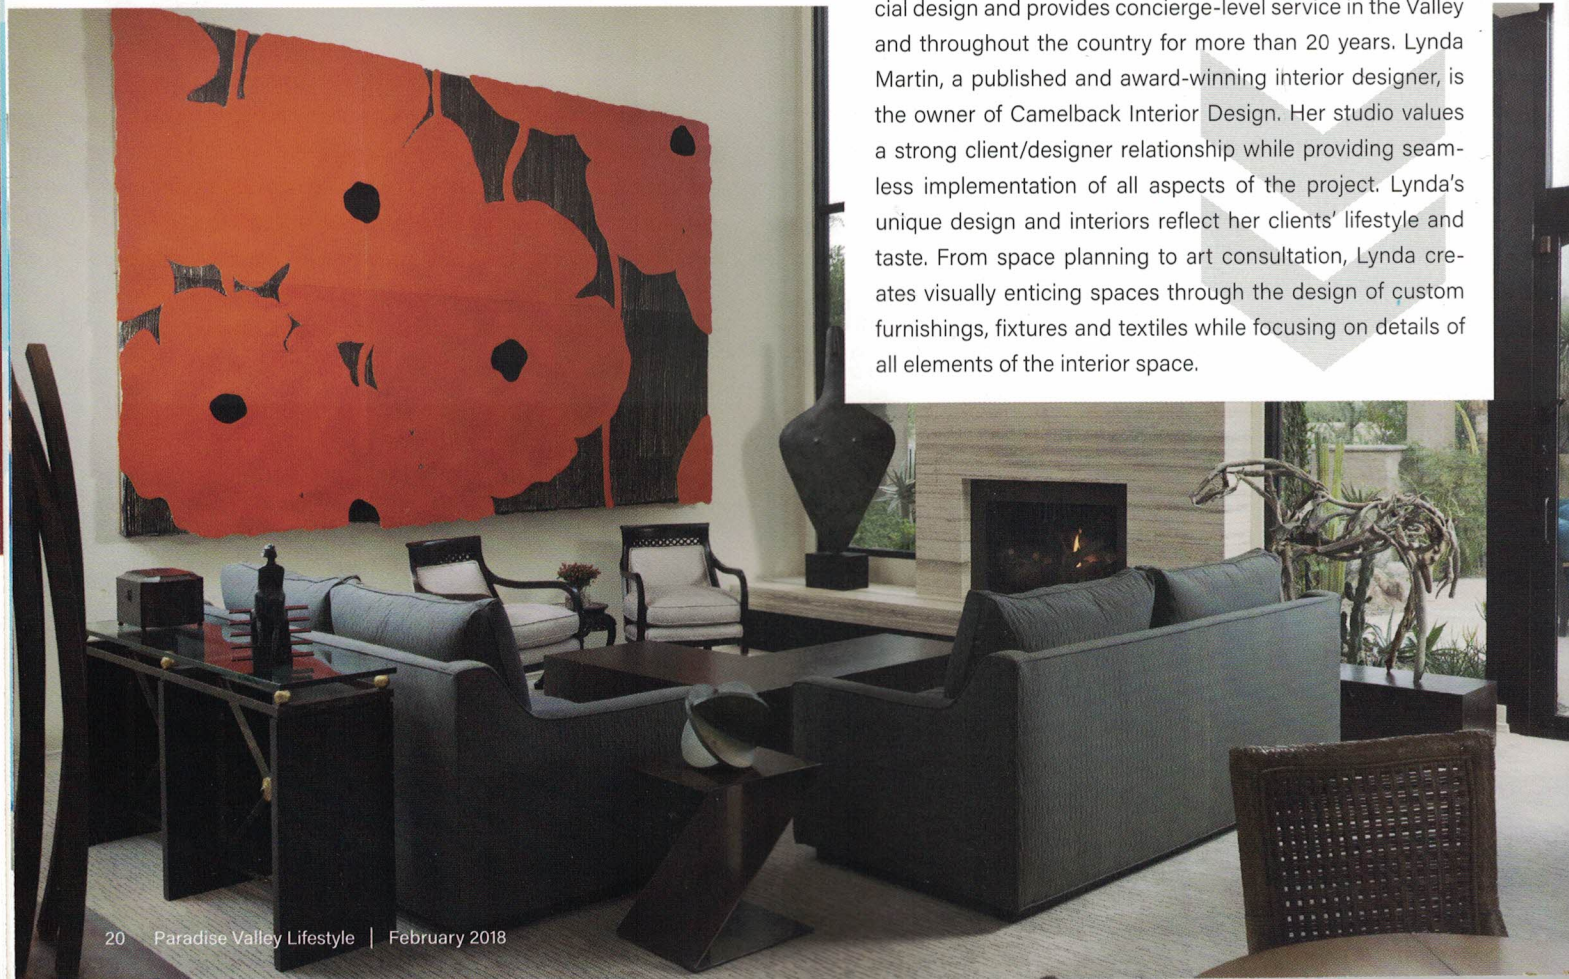 cial design and provides concierge-level service in the Valley
and throughout the country for more than 20 years. Lynda
Martin, a published and award-winning interior designer, is
the owner of Camelback Interior Design. Her studio values
a strong client/designer relationship while providing seam-
less implementation of all aspects of the project. Lynda's
unique design and interiors reflect her clients' lifestyle and
taste. From space planning to art consultation, Lynda cre-
ates visually enticing spaces through the design of custom
furnishings, fixtures and textiles while focusing on details of
all elements of the interior space.
20 Paradise Valley Lifestyle | February 2018